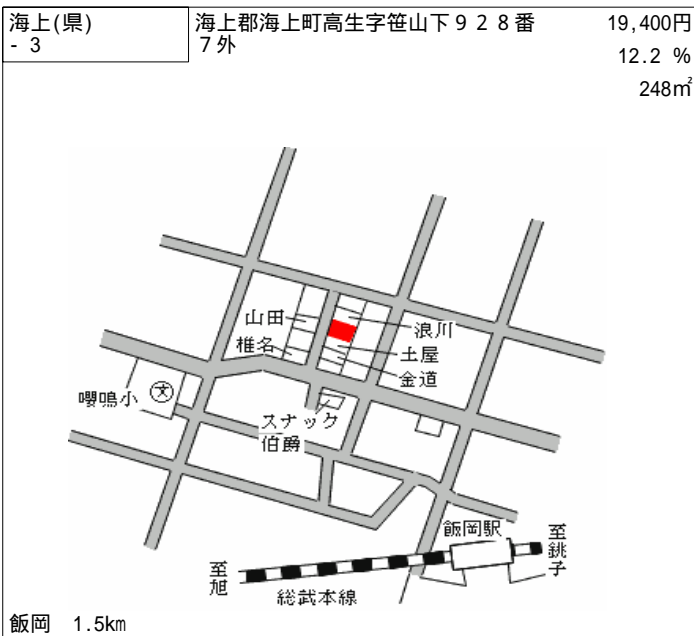 海上(県)
- 3
海上郡海上町高生字笹山下９２８番
７外
19,400円
12.2 %
248㎡
山田
浪川
椎名
土屋
金道
嚶鳴小
文
スナック
伯爵
飯岡駅
至銚子
至旭
総武本線
飯岡 1.5km